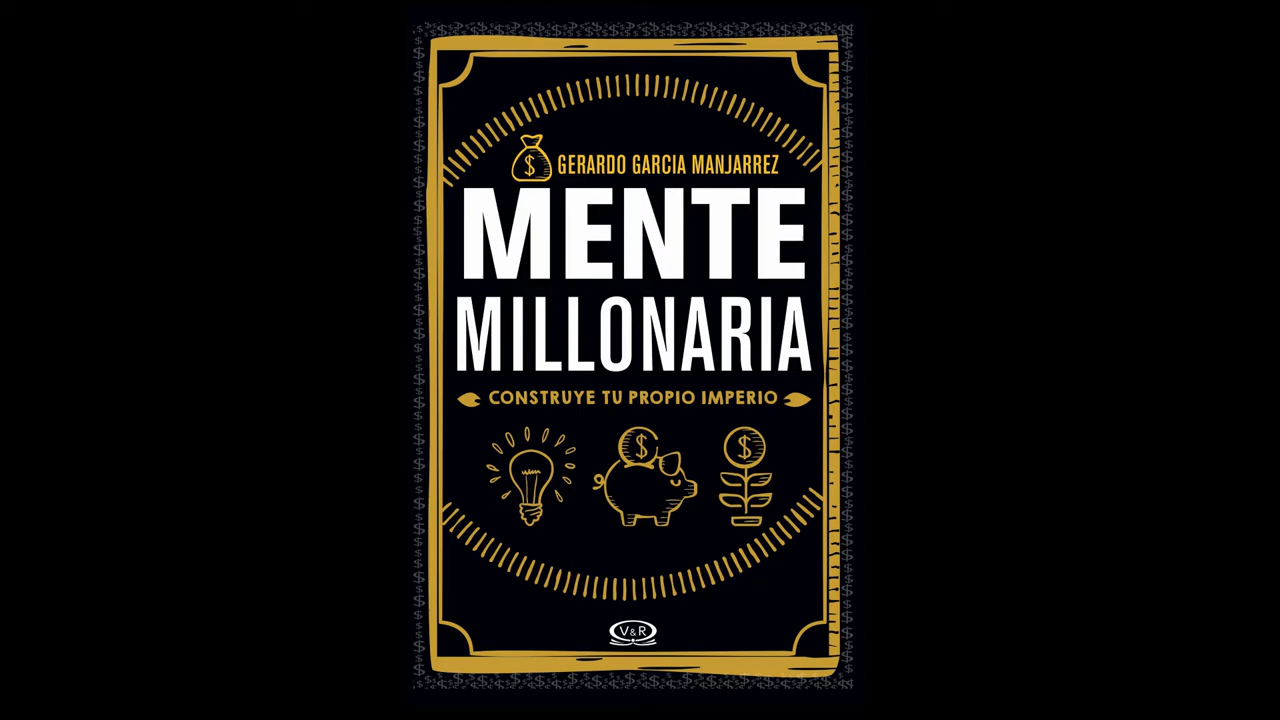 GERARDO GARCIA MANJARREZ
MENTE
MILLONARIA
CONSTRUYE TU PROPIO IMPERIO
$
$
$
V&R